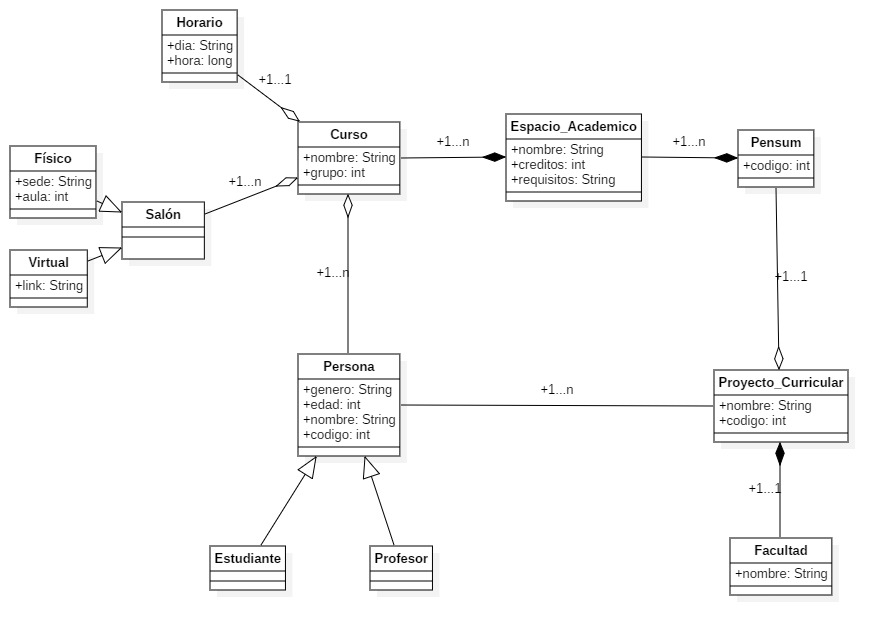 Horario
+dia: String
+hora: long
+1...1
Curso
+nombre: String
+grupo: int
+1...n
Espacio_Academico
+nombre: String
+creditos: int
+requisitos: String
+1...n
Pensum
+codigo: int
Físico
+sede: String
+aula: int
+1...n
Salón
Virtual
+link: String
+1...n
+1...1
Persona
+genero: String
+edad: int
+nombre: String
+codigo: int
+1...n
Proyecto_Curricular
+nombre: String
+codigo: int
+1...1
Estudiante
Profesor
Facultad
+nombre: String